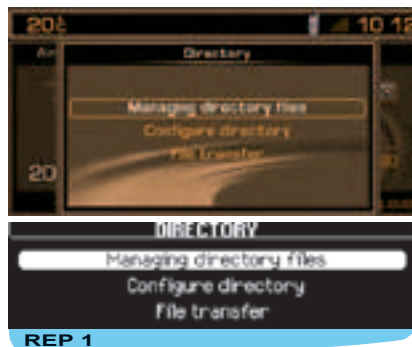 20
10 12
Directory
Managing directory files
Configure directory
File transfer
20
DIRECTORY
Managing directory files
Configure directory
File transfer
REP 1